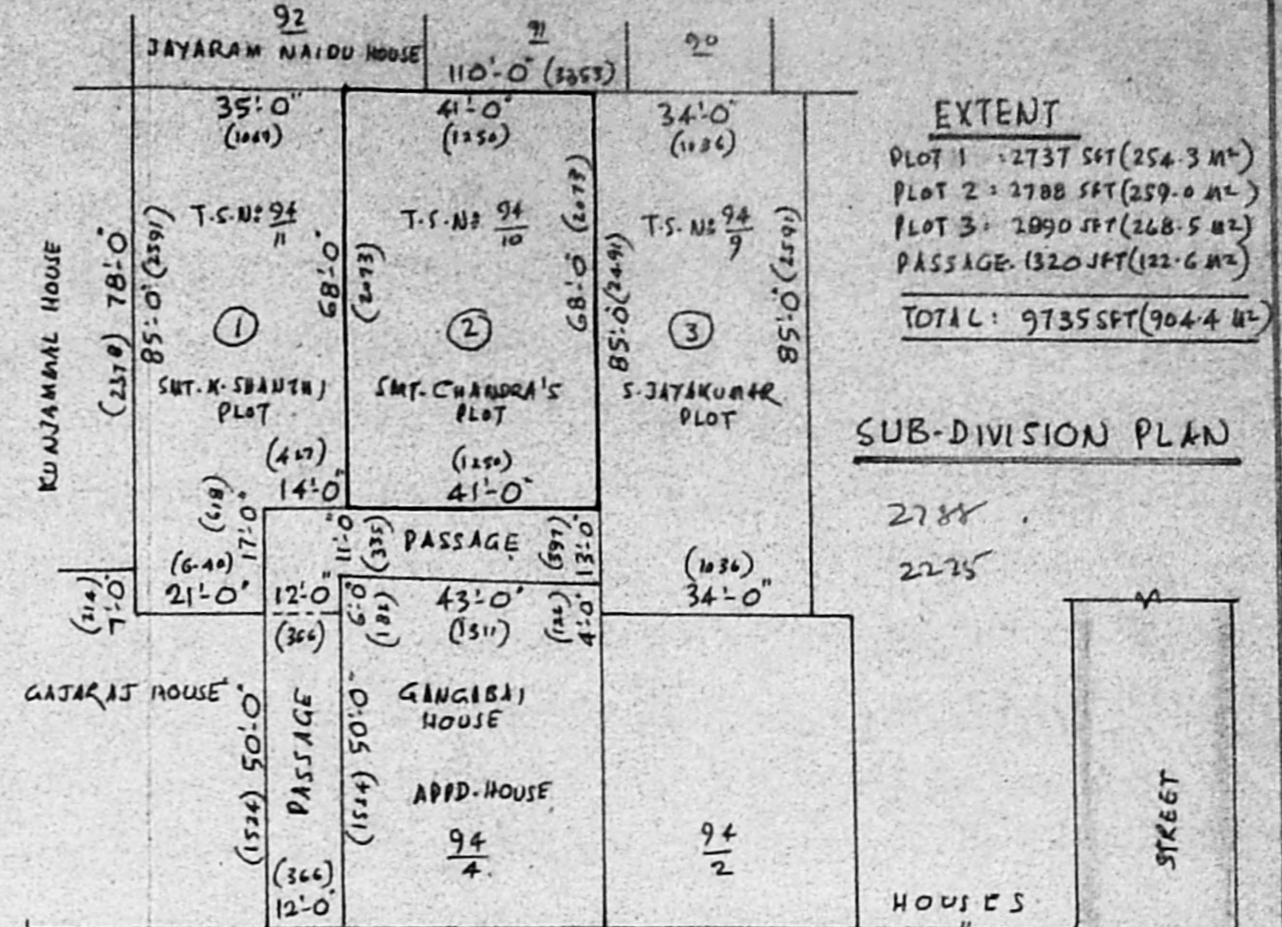 92
JAYARAM NAIDU HOUSE
91
90
110'-0" (3353)
35'-0"
(1067)
41'-0"
(1250)
34'-0"
(1036)
EXTENT
PLOT 1 : 2737 SFT (254.3 M²)
PLOT 2 : 2788 SFT (259.0 M²)
PLOT 3 : 2890 SFT (268.5 M²)
PASSAGE. 1320 SFT (122.6 M²)
TOTAL : 9735 SFT (904.4 M²)
SUB-DIVISION PLAN
2788
2225
KUNJAMMAL HOUSE
(2378) 78'-0"
85'-0" (2591)
T.S.No 94/11
68'-0"
(2073)
1
SMT. K. SHANTHI
PLOT
T.S.No 94/10
68'-0" (2073)
2
SMT. CHANDRA'S
PLOT
T.S.No 94/9
85'-0" (2491)
85'-0" (2591)
3
S. JAYAKUMAR
PLOT
(427)
14'-0"
(1250)
41'-0"
(518)
17'-0"
(640)
21'-0"
11'-0"
(335)
PASSAGE
(397)
13'-0"
(1036)
34'-0"
(214)
7'-0"
12'-0"
(366)
6'-0"
(182)
43'-0"
(1311)
(122)
4'-0"
GAJARAJ HOUSE
(1524) 50'-0"
PASSAGE
(1524) 50'-0"
GANGABAI
HOUSE
APPD. HOUSE
94/4
94/2
(366)
12'-0"
HOUSES
STREET